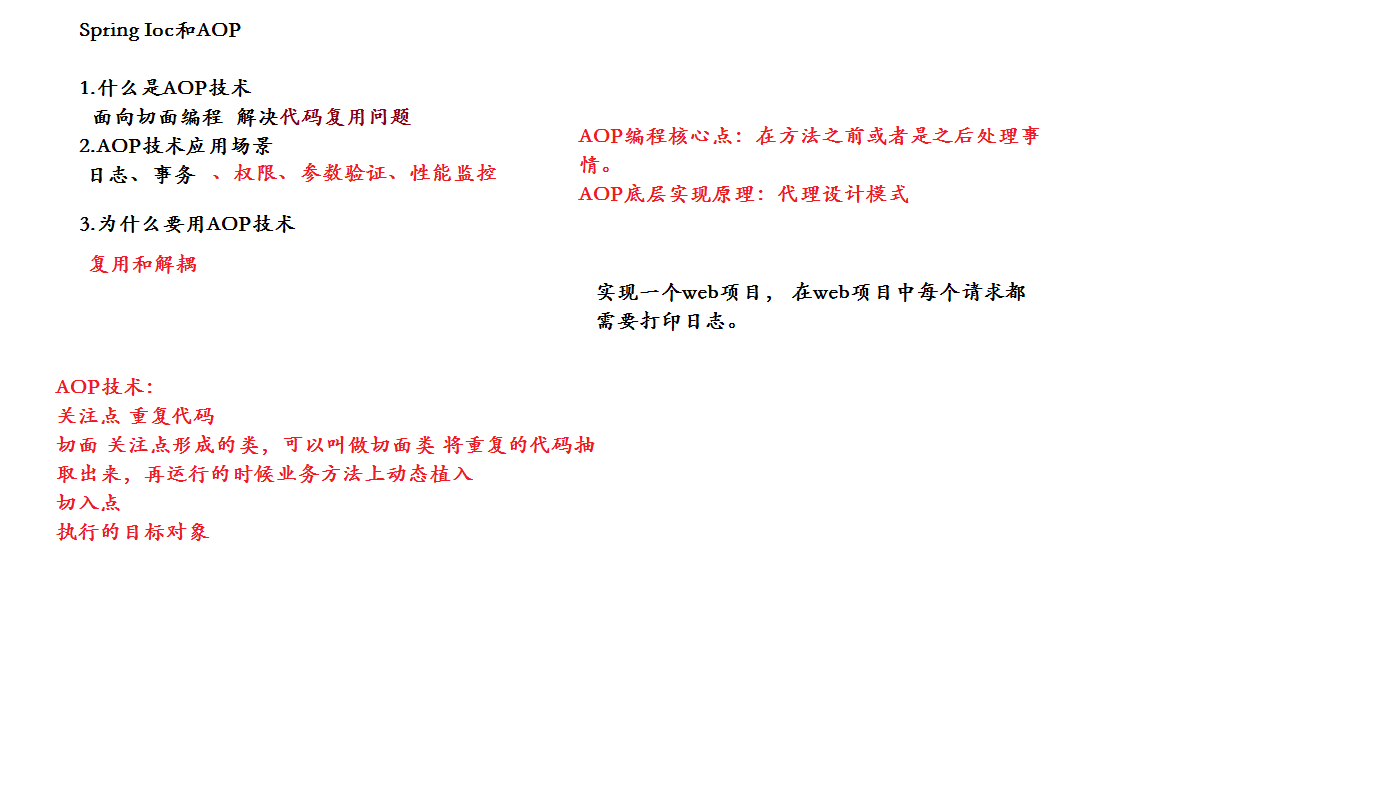 Spring Ioc和AOP
1.什么是AOP技术
面向切面编程 解决代码复用问题
2.AOP技术应用场景
日志、事务 、权限、参数验证、性能监控
3.为什么要用AOP技术
复用和解耦
AOP编程核心点：在方法之前或者是之后处理事
情。
AOP底层实现原理：代理设计模式
实现一个web项目， 在web项目中每个请求都
需要打印日志。
AOP技术：
关注点 重复代码
切面 关注点形成的类，可以叫做切面类 将重复的代码抽
取出来，再运行的时候业务方法上动态植入
切入点
执行的目标对象